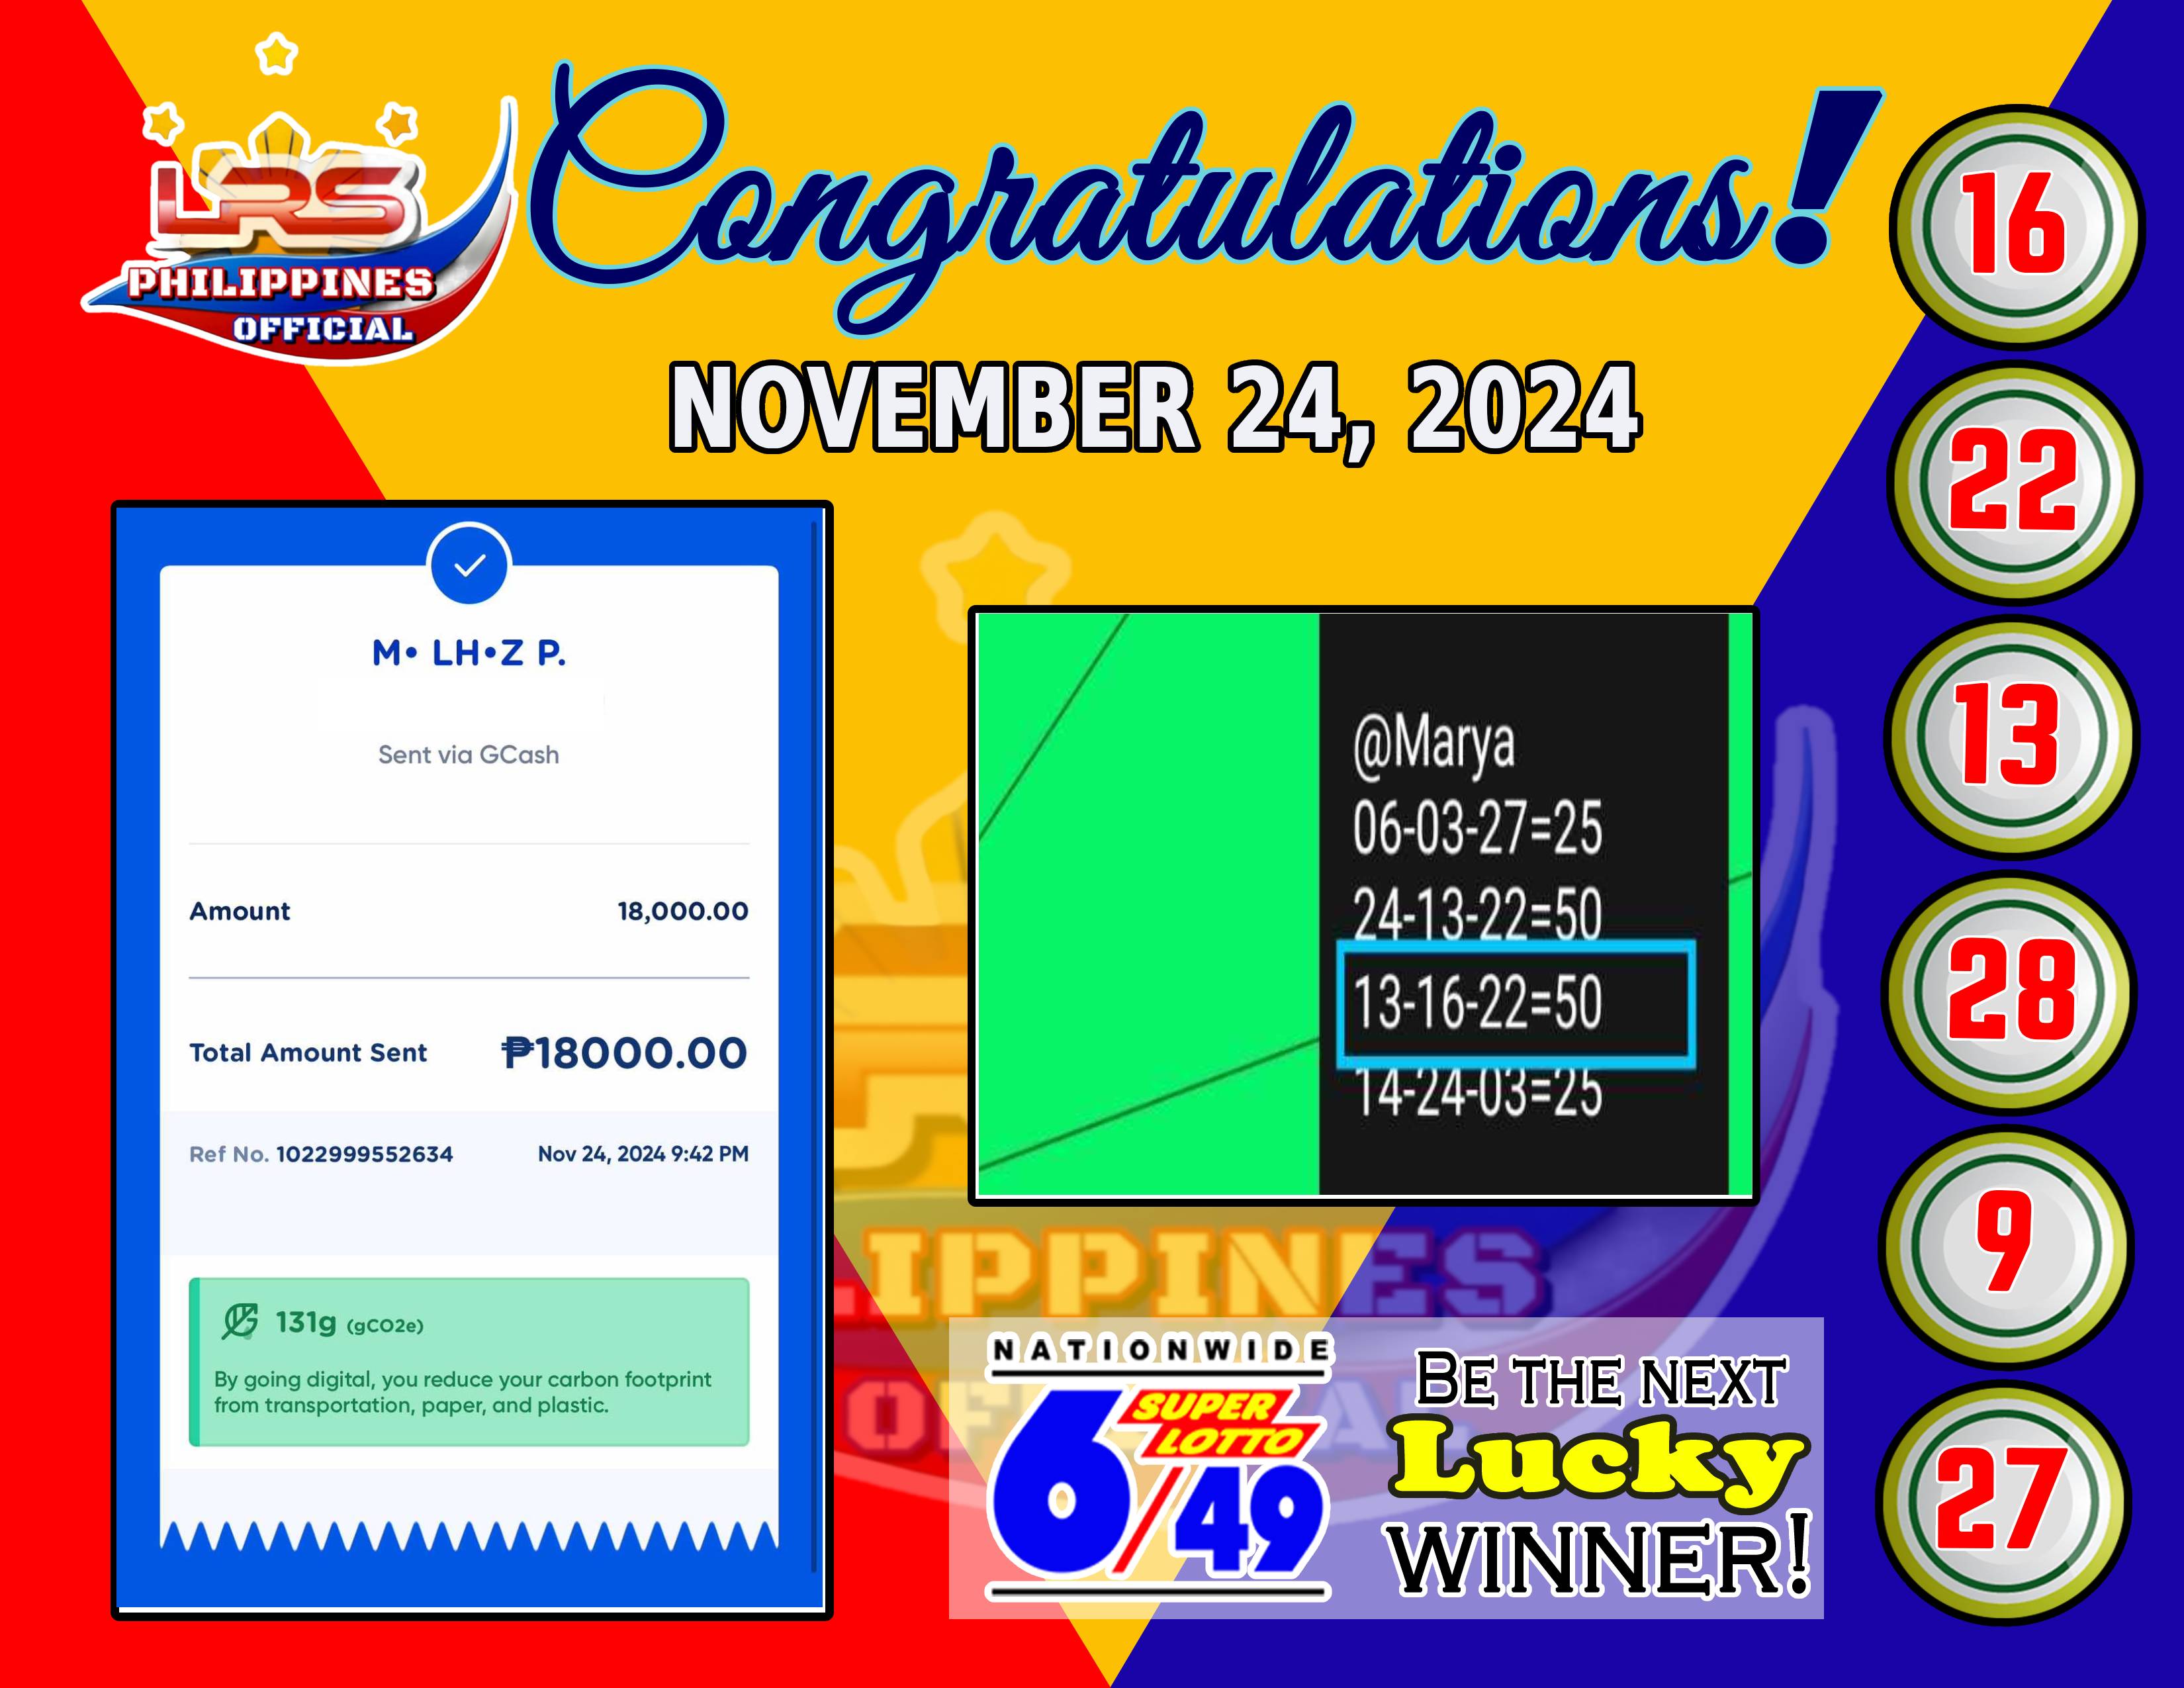 LRS
PHILIPPINES
OFFICIAL
Congratulations!
NOVEMBER 24, 2024
M• LH•Z P.
Sent via GCash
Amount 18,000.00
Total Amount Sent ₱18000.00
Ref No. 1022999552634 Nov 24, 2024 9:42 PM
131g (gCO2e)
By going digital, you reduce your carbon footprint
from transportation, paper, and plastic.
@Marya
06-03-27=25
24-13-22=50
13-16-22=50
14-24-03=25
LIPPINES
NATIONWIDE
SUPER
LOTTO
6/49
BE THE NEXT
Lucky
WINNER!
16
22
13
28
9
27